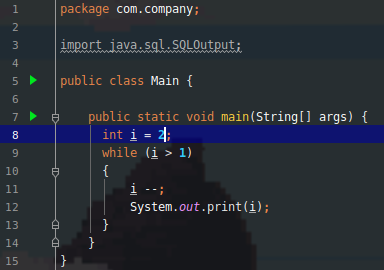 1 package com.company;
2
3 import java.sql.SQLOutput;
4
5 public class Main {
6
7 public static void main(String[] args) {
8 int i = 2;
9 while (i > 1)
10 {
11 i --;
12 System.out.print(i);
13 }
14 }
15 }